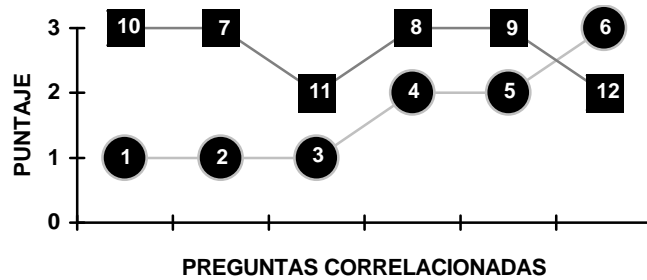 PUNTAJE
3
2
1
0
10 7 11 8 9 12
1 2 3 4 5 6
PREGUNTAS CORRELACIONADAS